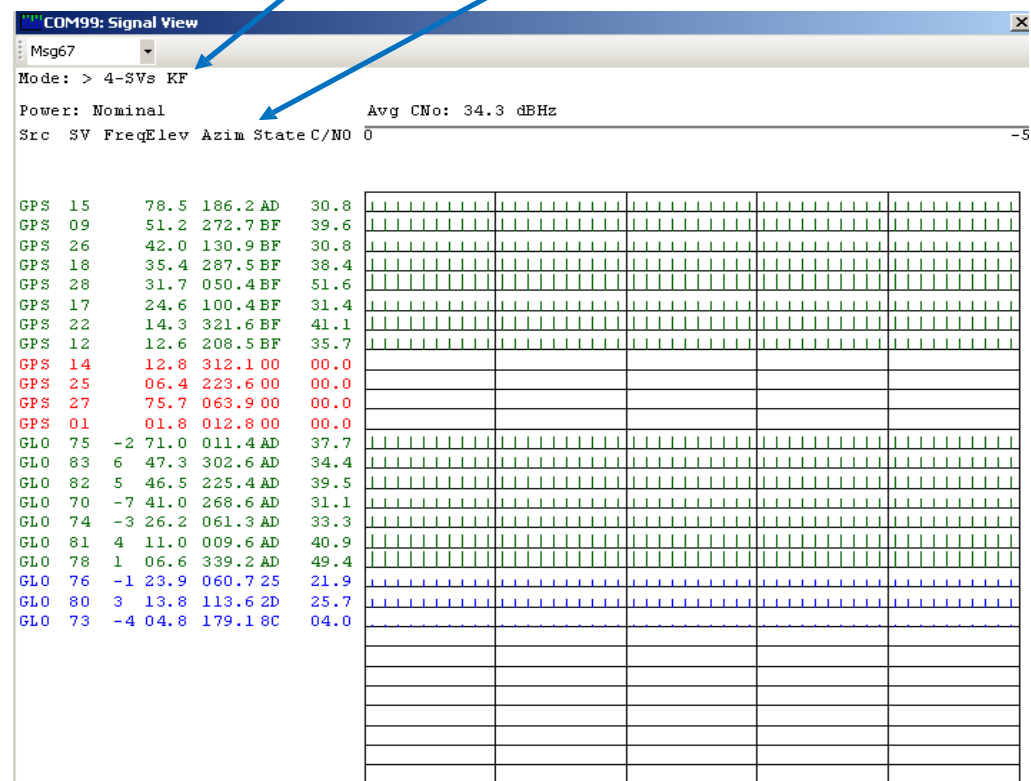 COM99: Signal View
Msg67
Mode: > 4-SVs KF
Power: Nominal Avg CNo: 34.3 dBHz
Src SV FreqElev Azim State C/N0 0 -5
GPS 15 78.5 186.2 AD 30.8
GPS 09 51.2 272.7 BF 39.6
GPS 26 42.0 130.9 BF 30.8
GPS 18 35.4 287.5 BF 38.4
GPS 28 31.7 050.4 BF 51.6
GPS 17 24.6 100.4 BF 31.4
GPS 22 14.3 321.6 BF 41.1
GPS 12 12.6 208.5 BF 35.7
GPS 14 12.8 312.1 00 00.0
GPS 25 06.4 223.6 00 00.0
GPS 27 75.7 063.9 00 00.0
GPS 01 01.8 012.8 00 00.0
GLO 75 -2 71.0 011.4 AD 37.7
GLO 83 6 47.3 302.6 AD 34.4
GLO 82 5 46.5 225.4 AD 39.5
GLO 70 -7 41.0 268.6 AD 31.1
GLO 74 -3 26.2 061.3 AD 33.3
GLO 81 4 11.0 009.6 AD 40.9
GLO 78 1 06.6 339.2 AD 49.4
GLO 76 -1 23.9 060.7 25 21.9
GLO 80 3 13.8 113.6 2D 25.7
GLO 73 -4 04.8 179.1 8C 04.0